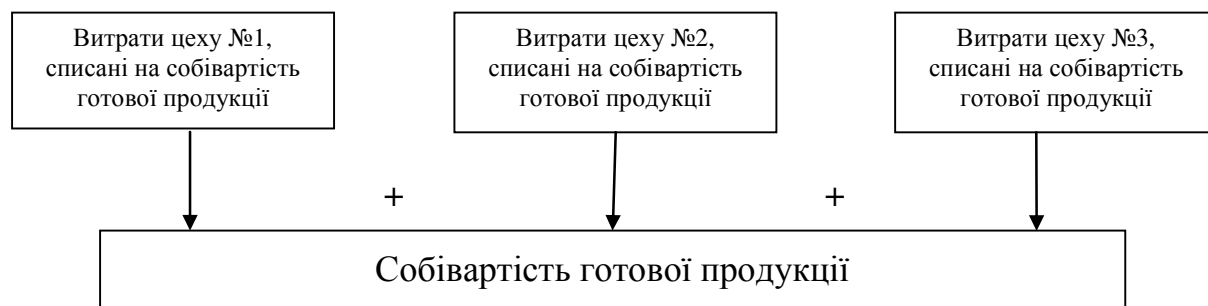 Витрати цеху №1,
списані на собівартість
готової продукції
Витрати цеху №2,
списані на собівартість
готової продукції
Витрати цеху №3,
списані на собівартість
готової продукції
+
+
Собівартість готової продукції